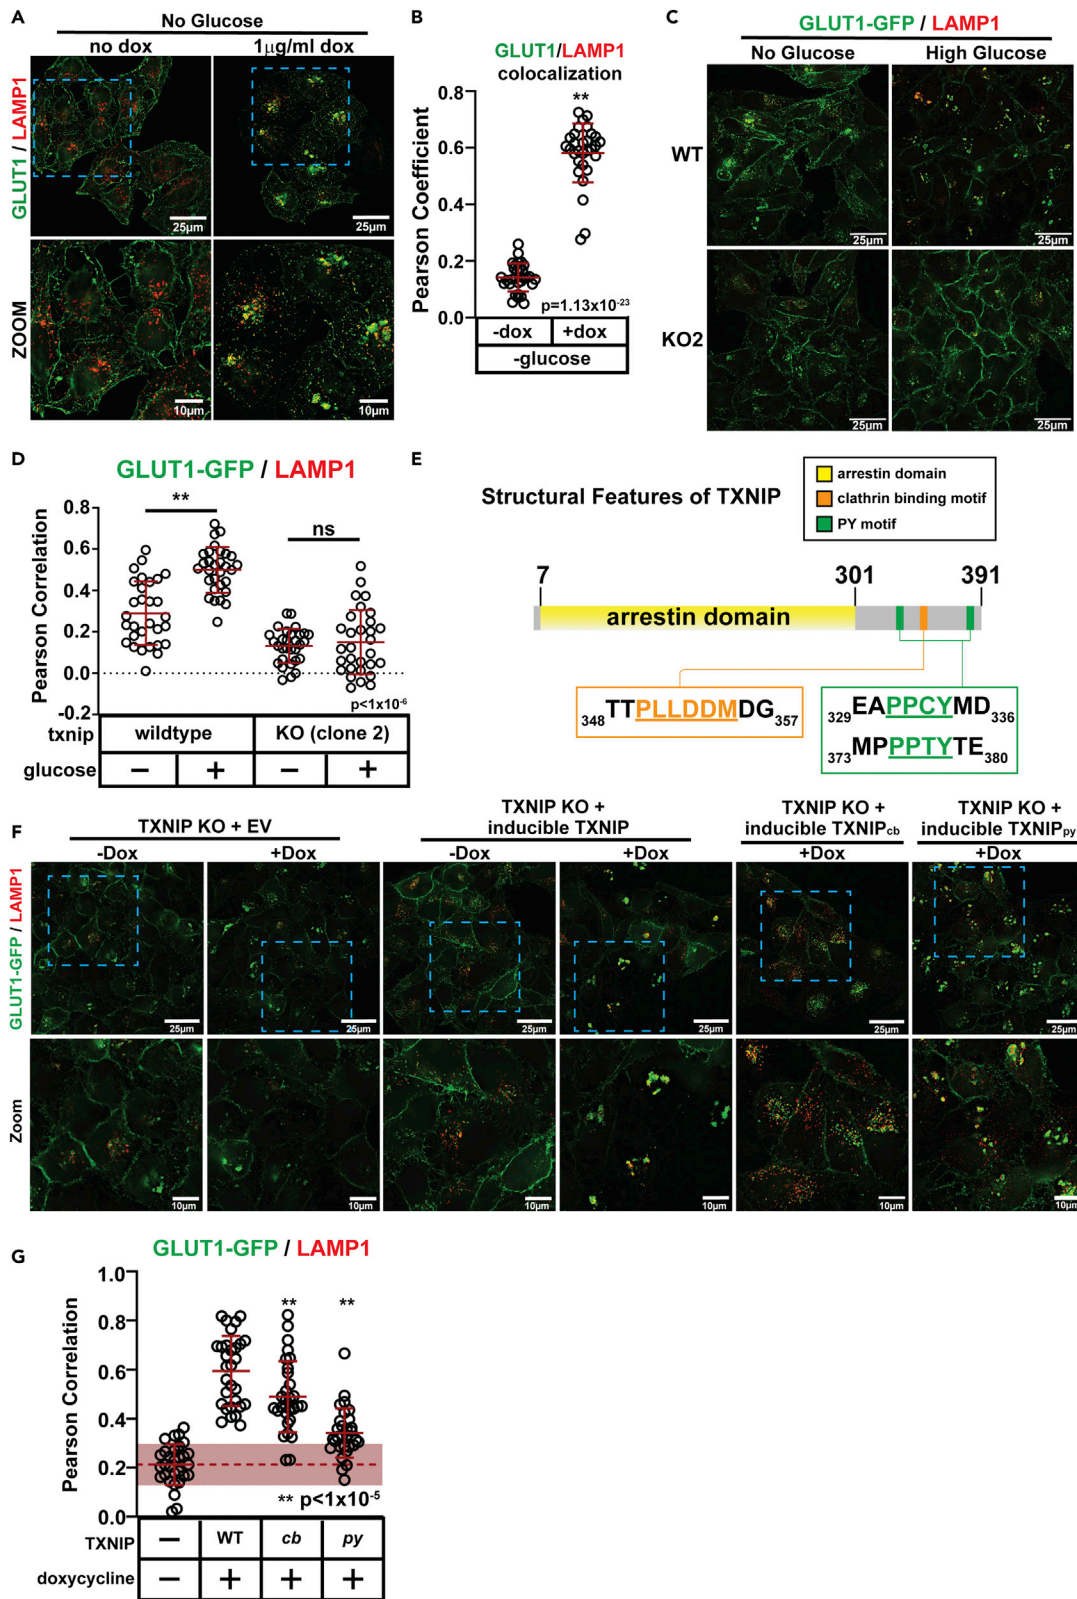 A
No Glucose
no dox
1μg/ml dox
GLUT1 / LAMP1
25μm
25μm
ZOOM
10μm
10μm
B
GLUT1/LAMP1
colocalization
**
Pearson Coefficient
0.8
0.6
0.4
0.2
0.0
p=1.13x10-23
-dox
+dox
-glucose
C
GLUT1-GFP / LAMP1
No Glucose
High Glucose
WT
25μm
25μm
KO2
25μm
25μm
D
GLUT1-GFP / LAMP1
**
ns
Pearson Correlation
0.8
0.6
0.4
0.2
0.0
-0.2
p<1x10-6
txnip
wildtype
KO (clone 2)
glucose
−
+
−
+
E
Structural Features of TXNIP
arrestin domain
clathrin binding motif
PY motif
7
301
391
arrestin domain
348TTPLLDDMDG357
329EAPPCYMD336
373MPPPTYTE380
F
TXNIP KO + EV
-Dox
+Dox
TXNIP KO +
inducible TXNIP
-Dox
+Dox
TXNIP KO +
inducible TXNIPcb
+Dox
TXNIP KO +
inducible TXNIPpy
+Dox
GLUT1-GFP / LAMP1
25μm
25μm
25μm
25μm
25μm
25μm
Zoom
10μm
10μm
10μm
10μm
10μm
10μm
G
GLUT1-GFP / LAMP1
Pearson Correlation
1.0
0.8
0.6
0.4
0.2
0.0
**
**
** p<1x10-5
TXNIP
−
WT
cb
py
doxycycline
−
+
+
+